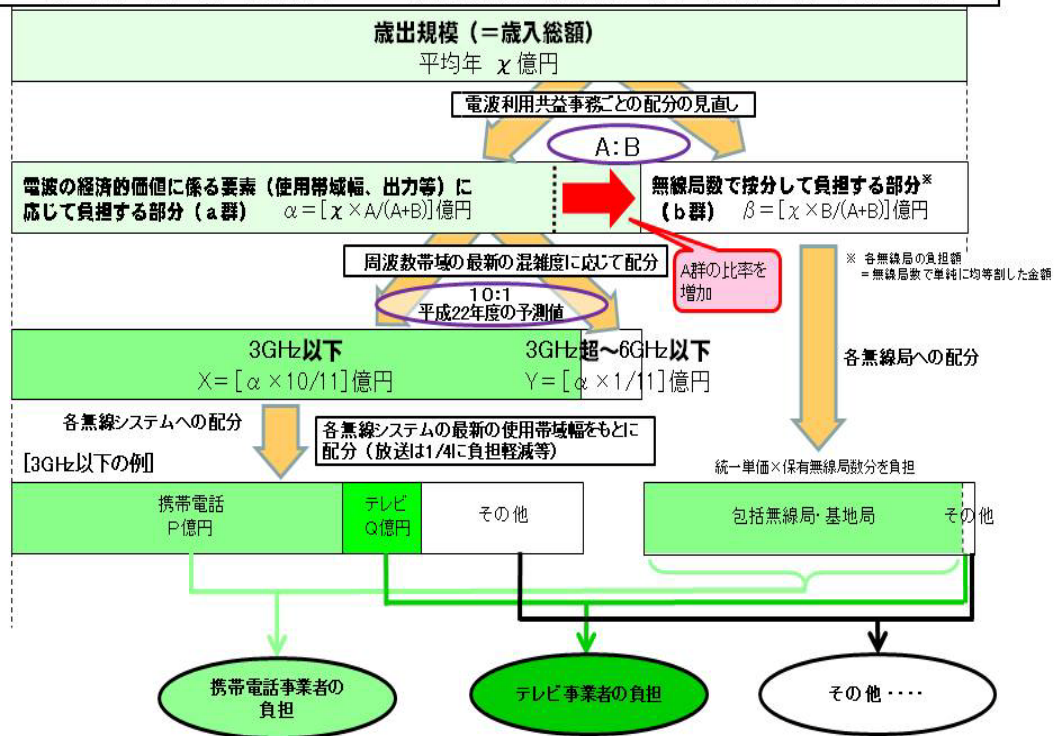 歳出規模（＝歳入総額）
平均年 χ億円
電波利用共益事務ごとの配分の見直し
A:B
電波の経済的価値に係る要素（使用帯域幅、出力等）に
応じて負担する部分（a群） α＝[χ×A/(A+B)]億円
無線局数で按分して負担する部分※
（b群） β＝[χ×B/(A+B)]億円
周波数帯域の最新の混雑度に応じて配分
A群の比率を
増加
※ 各無線局の負担額
＝無線局数で単純に均等割した金額
10:1
平成22年度の予測値
3GHz以下
X＝[α×10/11]億円
3GHz超～6GHz以下
Y＝[α×1/11]億円
各無線局への配分
各無線システムへの配分
各無線システムの最新の使用帯域幅をもとに
配分（放送は1/4に負担軽減等）
[3GHz以下の例]
統一単価×保有無線局数分を負担
携帯電話
P億円
テレビ
Q億円
その他
包括無線局・基地局
その他
携帯電話事業者の
負担
テレビ事業者の負担
その他・・・・